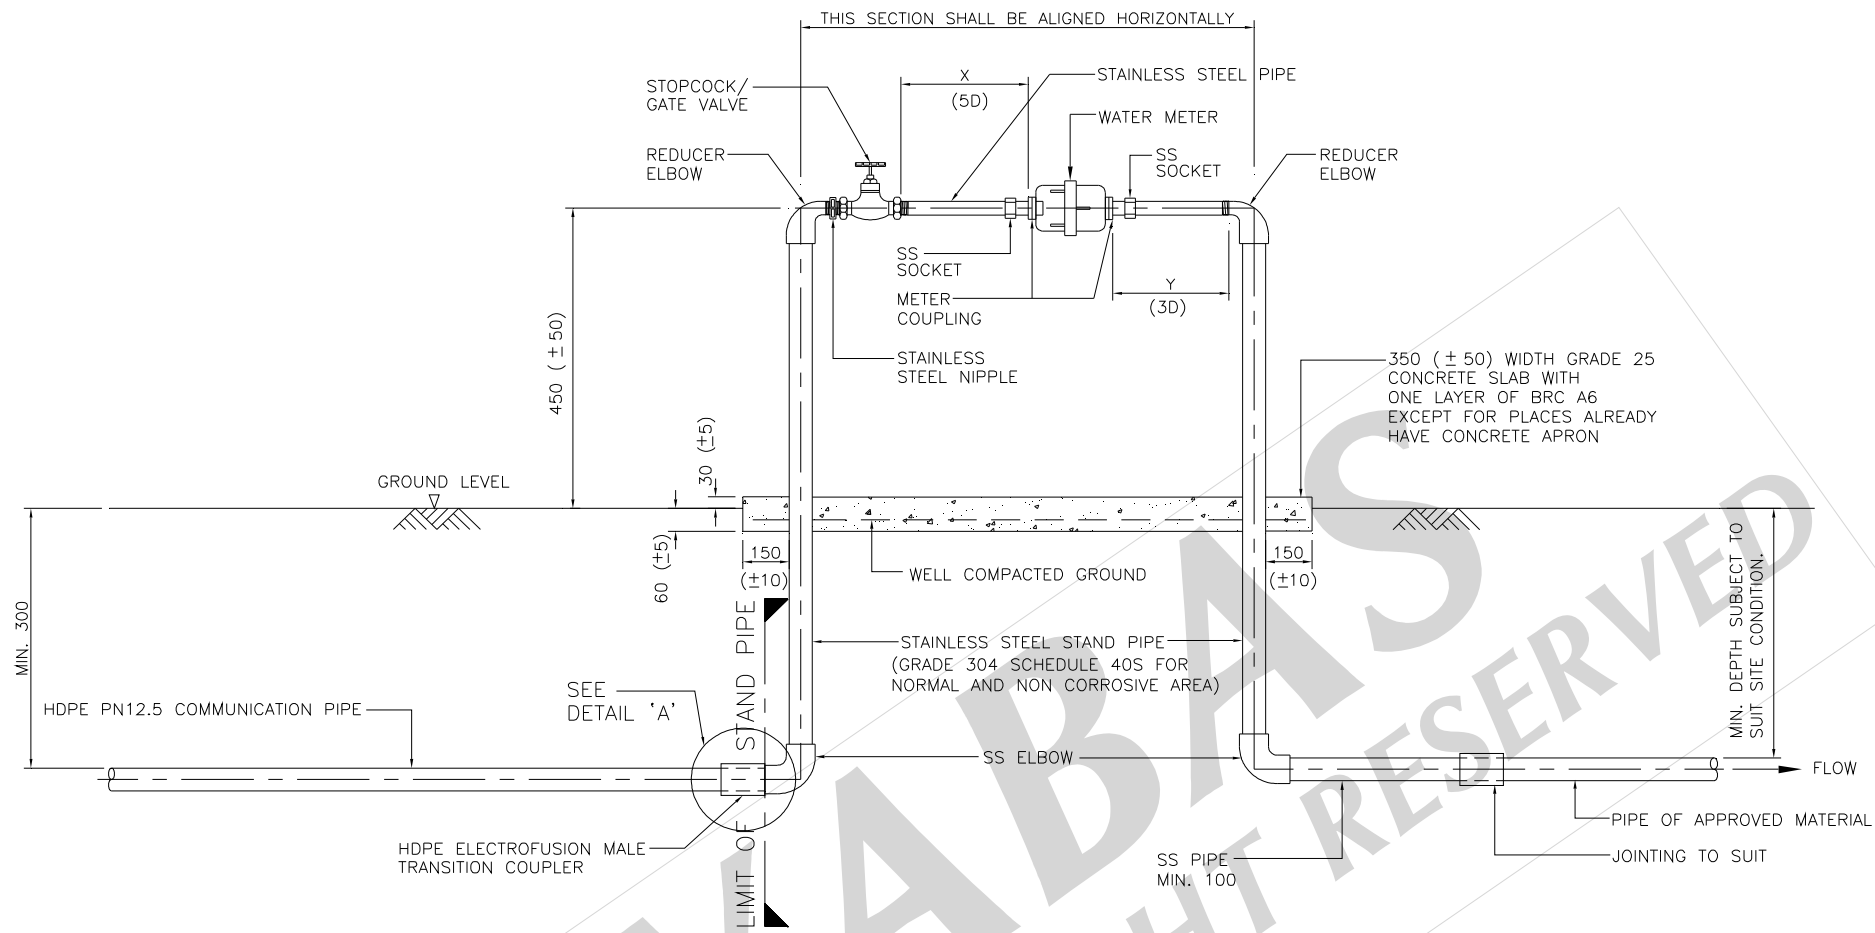 THIS SECTION SHALL BE ALIGNED HORIZONTALLY
STOPCOCK/
GATE VALVE
X
(5D)
STAINLESS STEEL PIPE
WATER METER
REDUCER
ELBOW
SS
SOCKET
REDUCER
ELBOW
SS
SOCKET
METER
COUPLING
Y
(3D)
STAINLESS
STEEL NIPPLE
450 (±50)
350 (±50) WIDTH GRADE 25
CONCRETE SLAB WITH
ONE LAYER OF BRC A6
EXCEPT FOR PLACES ALREADY
HAVE CONCRETE APRON
30 (±5)
GROUND LEVEL
60 (±5)
150
(±10)
150
(±10)
WELL COMPACTED GROUND
MIN. 300
MIN. DEPTH SUBJECT TO
SUIT SITE CONDITION.
STAINLESS STEEL STAND PIPE
(GRADE 304 SCHEDULE 40S FOR
NORMAL AND NON CORROSIVE AREA)
LIMIT OF STAND PIPE
SEE
DETAIL 'A'
HDPE PN12.5 COMMUNICATION PIPE
SS ELBOW
FLOW
HDPE ELECTROFUSION MALE
TRANSITION COUPLER
SS PIPE
MIN. 100
PIPE OF APPROVED MATERIAL
JOINTING TO SUIT
ABAS
HT RESERVED